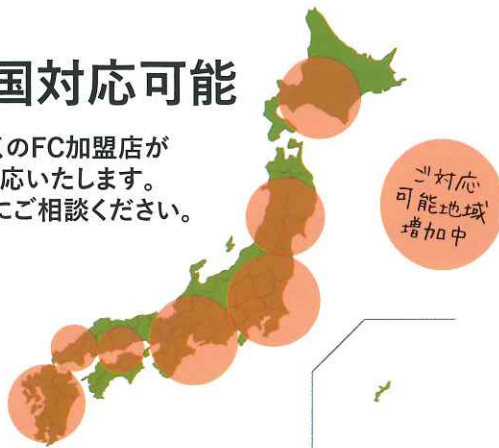 国対応可能
のFC加盟店が
応いたします。
にご相談ください。
ご対応
可能地域
増加中